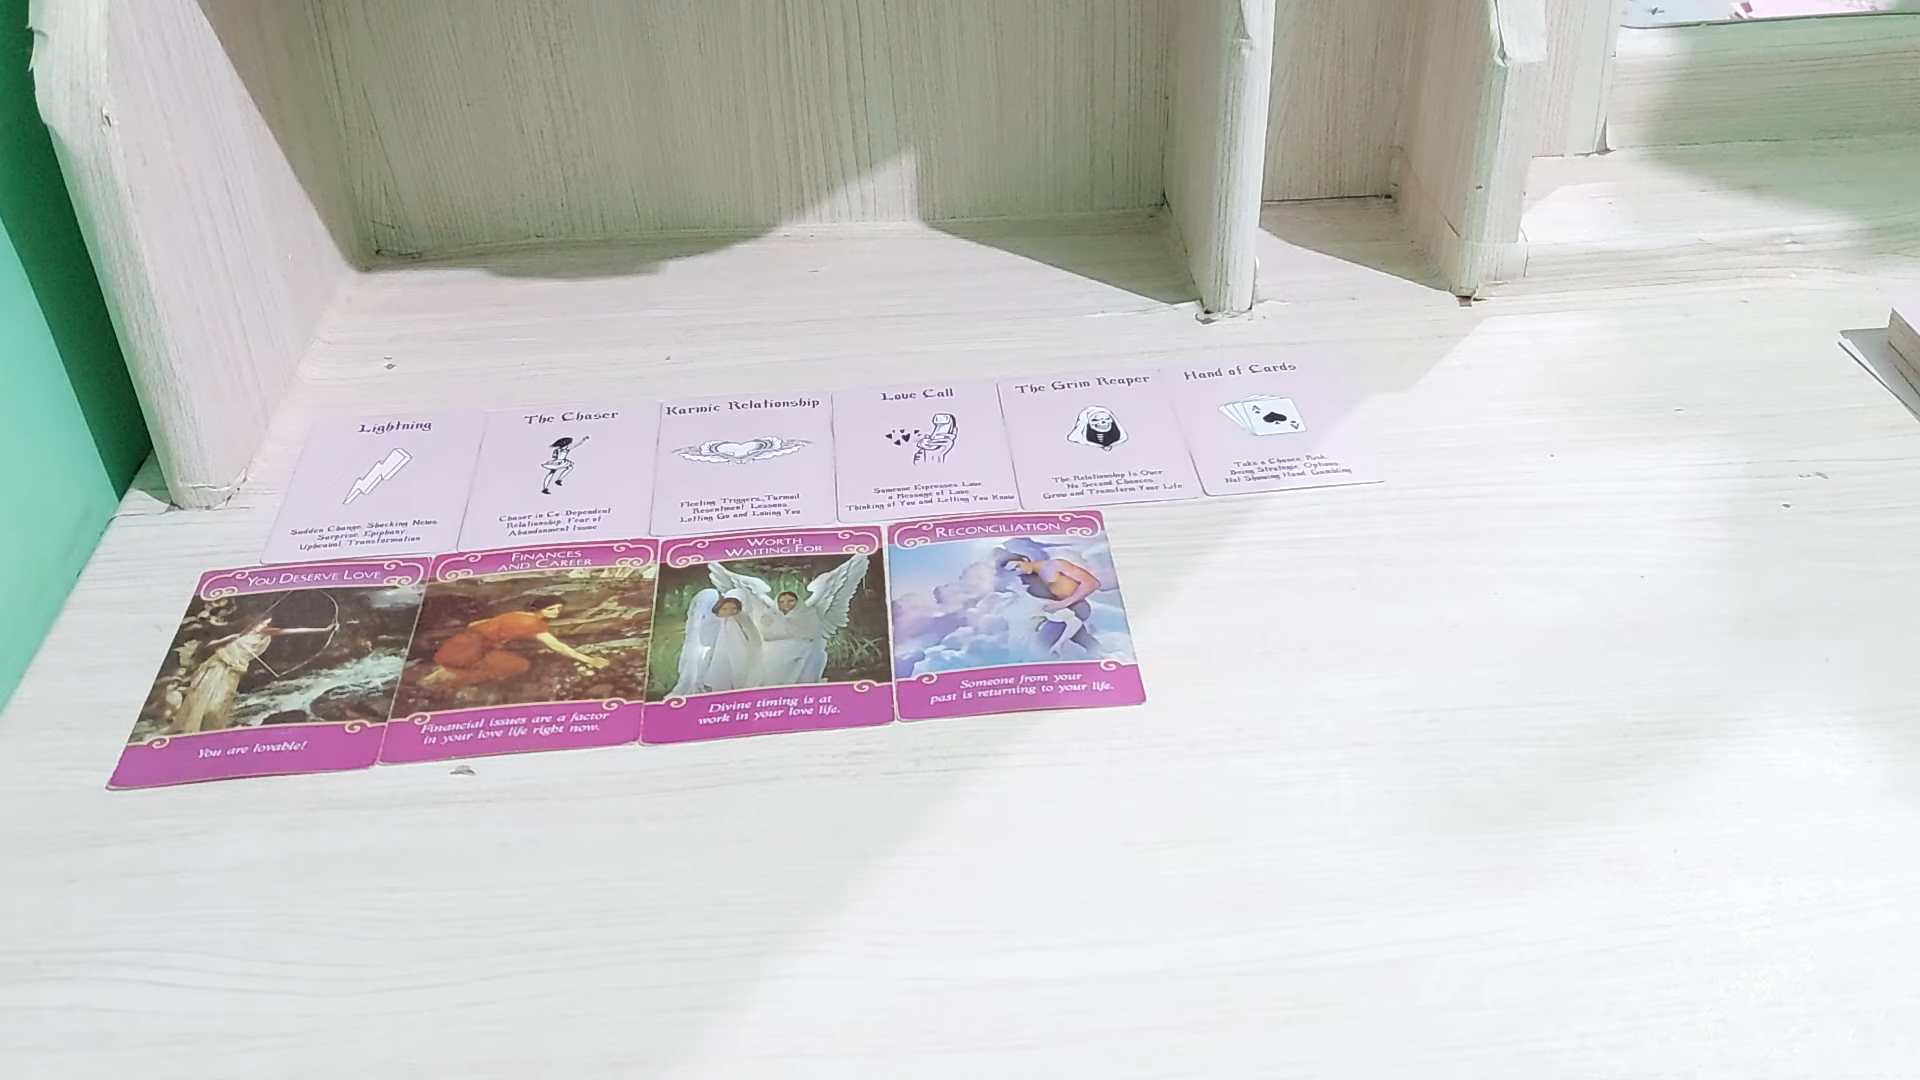 Lightning
Sudden Change, Shocking News
Surprise Epiphany
Upheaval Transformation
The Chaser
Chaser in Co Dependent
Relationship, Fear of
Abandonment Issue
Karmic Relationship
Fleeting Triggers, Turmoil
Resentment Lessons
Letting Go and Loving You
Love Call
Someone Expresses Love
a Message of Love
Thinking of You and Letting You Know
The Grim Reaper
The Relationship Is Over
No Second Chances
Grow and Transform Your Life
Hand of Cards
A
A
Take a Chance Risk
Being Strategic Options
Not Showing Hand, Gambling
YOU DESERVE LOVE
You are lovable!
FINANCES
AND CAREER
Financial issues are a factor
in your love life right now.
WORTH
WAITING FOR
Divine timing is at
work in your love life.
RECONCILIATION
Someone from your
past is returning to your life.